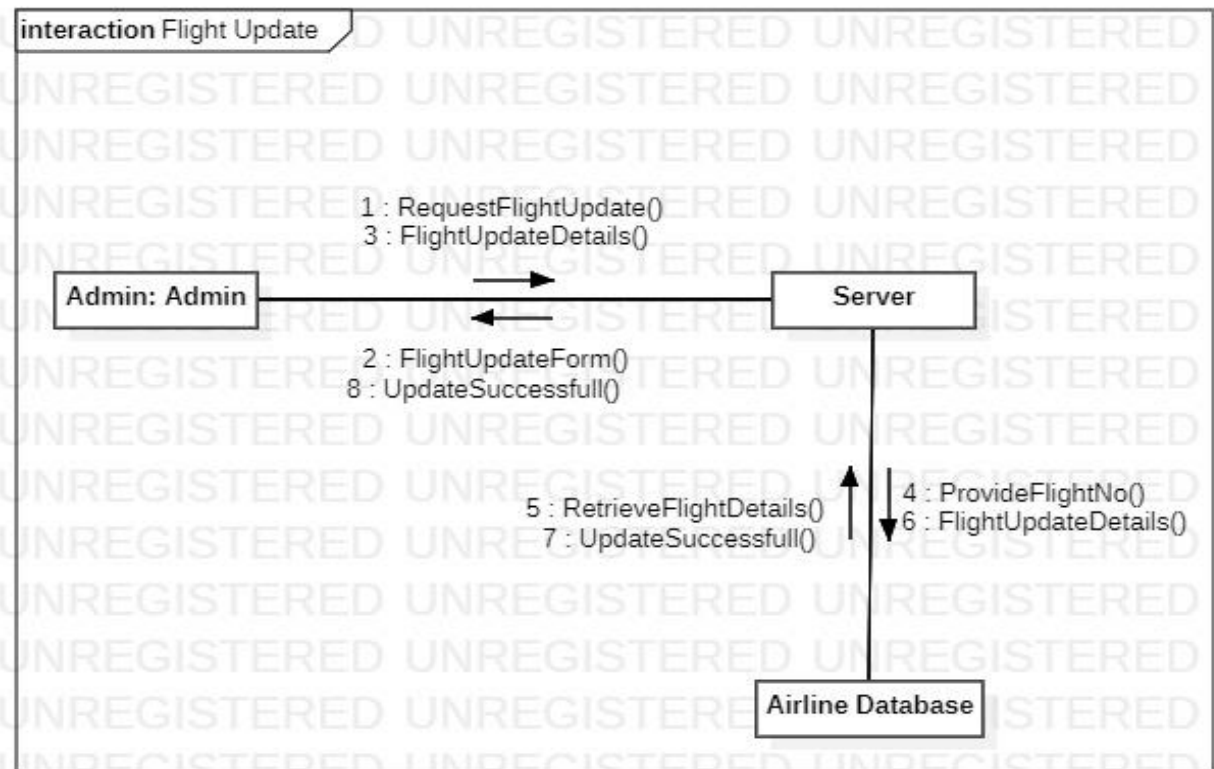 interaction Flight Update
1 : RequestFlightUpdate()
3 : FlightUpdateDetails()
Admin: Admin
Server
2 : FlightUpdateForm()
8 : UpdateSuccessfull()
5 : RetrieveFlightDetails()
7 : UpdateSuccessfull()
4 : ProvideFlightNo()
6 : FlightUpdateDetails()
Airline Database
UNREGISTERED